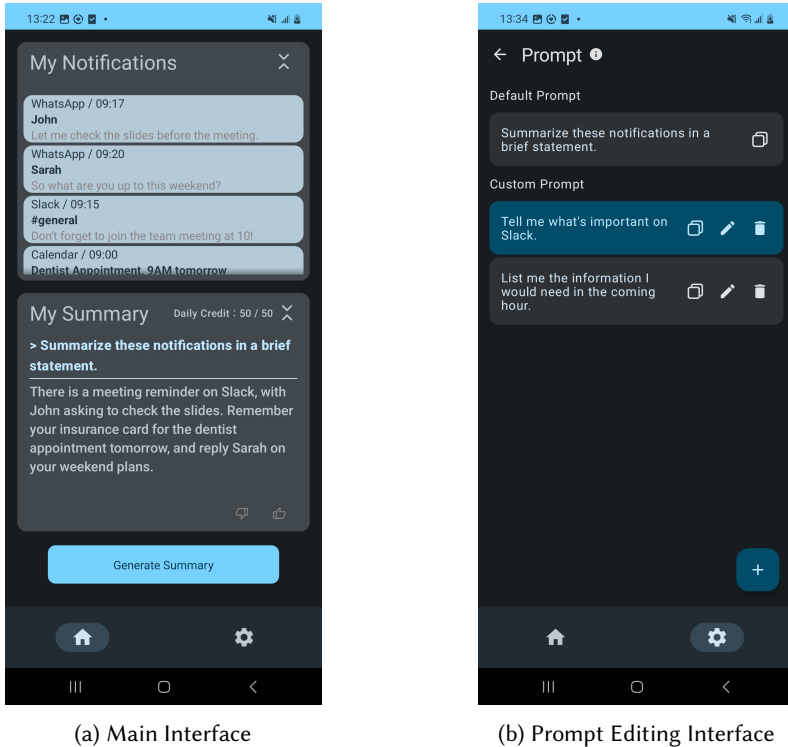 13:22
My Notifications
WhatsApp / 09:17
John
Let me check the slides before the meeting.
WhatsApp / 09:20
Sarah
So what are you up to this weekend?
Slack / 09:15
#general
Don't forget to join the team meeting at 10!
Calendar / 09:00
Dentist Appointment, 9AM tomorrow
My Summary
Daily Credit : 50 / 50
> Summarize these notifications in a brief
statement.
There is a meeting reminder on Slack, with
John asking to check the slides. Remember
your insurance card for the dentist
appointment tomorrow, and reply Sarah on
your weekend plans.
Generate Summary
(a) Main Interface
13:34
Prompt
Default Prompt
Summarize these notifications in a
brief statement.
Custom Prompt
Tell me what's important on
Slack.
List me the information I
would need in the coming
hour.
(b) Prompt Editing Interface